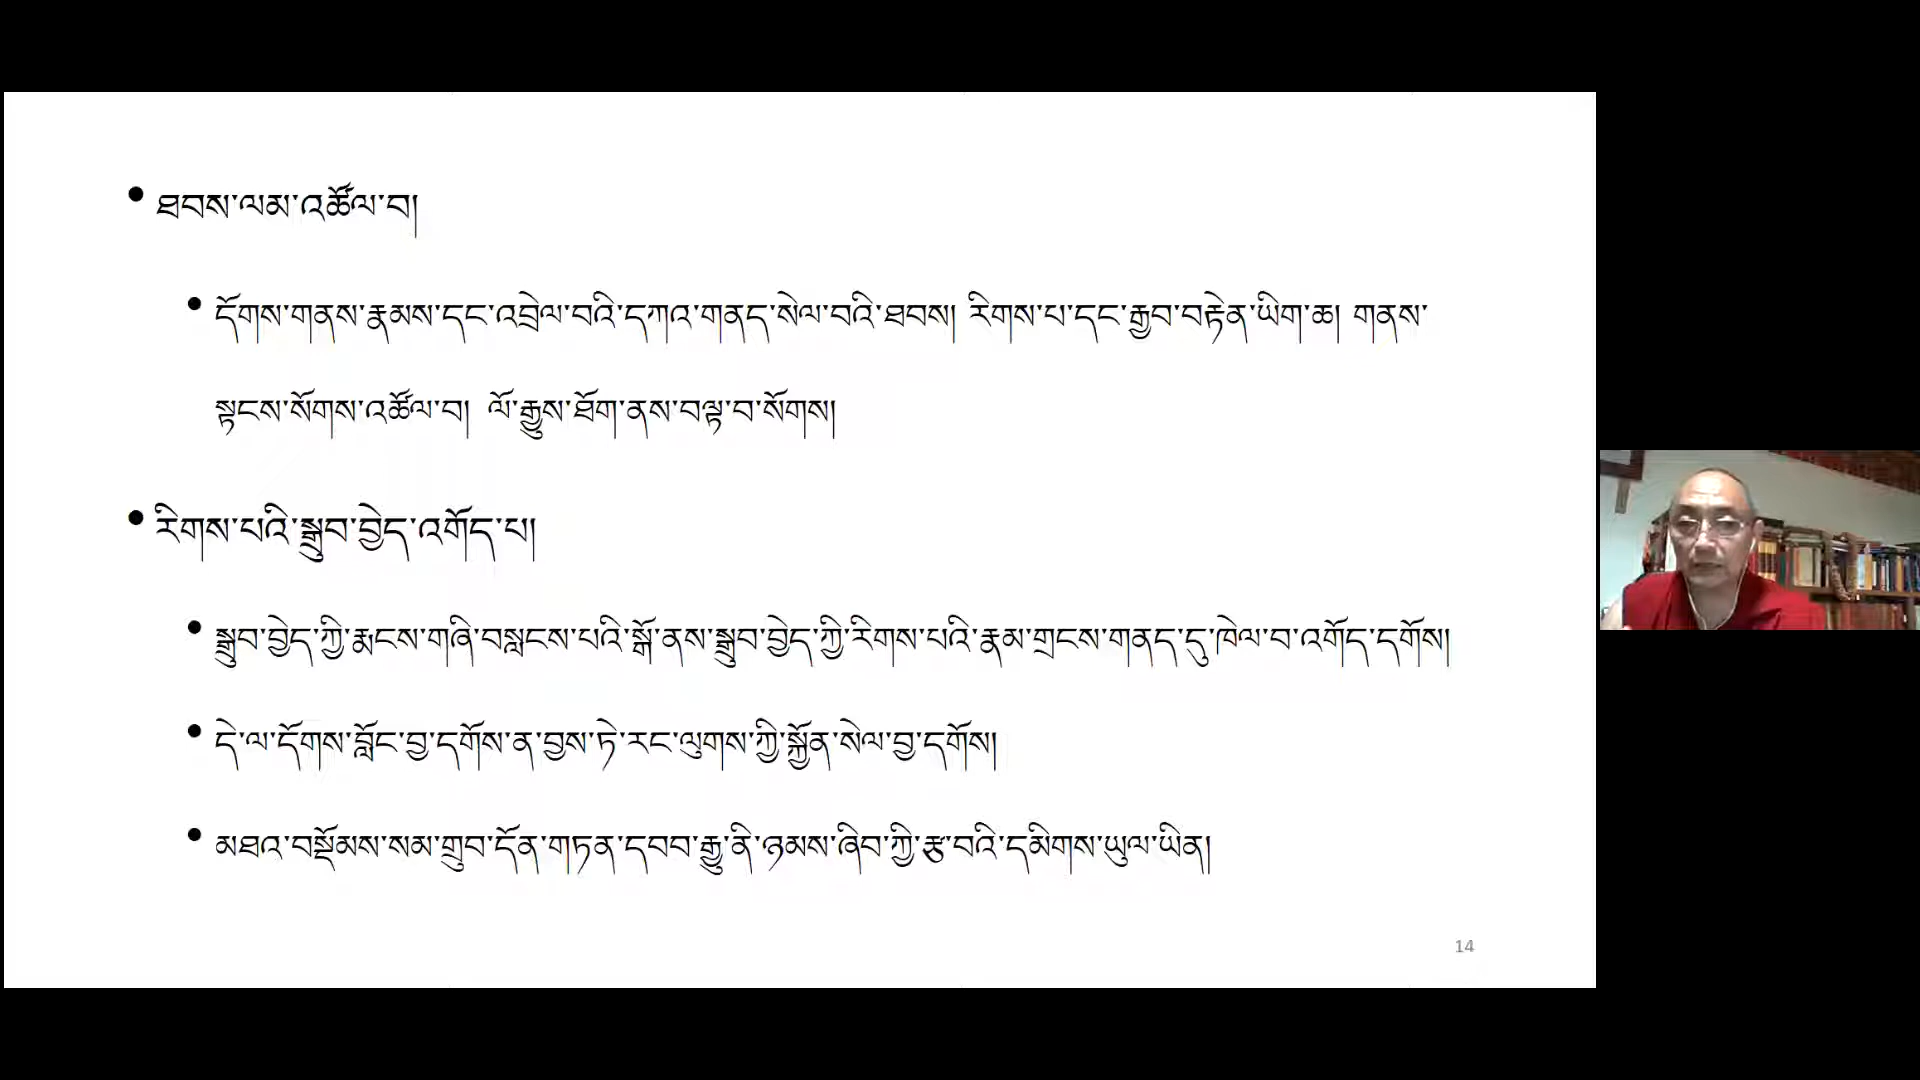 • ཐབས་ལམ་འཚོལ་བ།
• དོགས་གནས་རྣམས་དང་འབྲེལ་བའི་དཀའ་གནད་སེལ་བའི་ཐབས། རིགས་པ་དང་རྒྱབ་བརྟེན་ཡིག་ཆ། གནས་
སྟངས་སོགས་འཚོལ་བ། ལོ་རྒྱུས་ཐོག་ནས་བལྟ་བ་སོགས།
• རིགས་པའི་སྒྲུབ་བྱེད་འགོད་པ།
• སྒྲུབ་བྱེད་ཀྱི་རྨངས་གཞི་བསླངས་པའི་སྒོ་ནས་སྒྲུབ་བྱེད་ཀྱི་རིགས་པའི་རྣམ་གྲངས་གནད་དུ་ཁེལ་བ་འགོད་དགོས།
• དེ་ལ་དོགས་སློང་བྱ་དགོས་ན་བྱས་ཏེ་རང་ལུགས་ཀྱི་སྐྱོན་སེལ་བྱ་དགོས།
• མཐའ་བསྡོམས་སམ་གྲུབ་དོན་གཏན་དབབ་རྒྱུ་ནི་ཉམས་ཞིབ་ཀྱི་རྩ་བའི་དམིགས་ཡུལ་ཡིན།
14